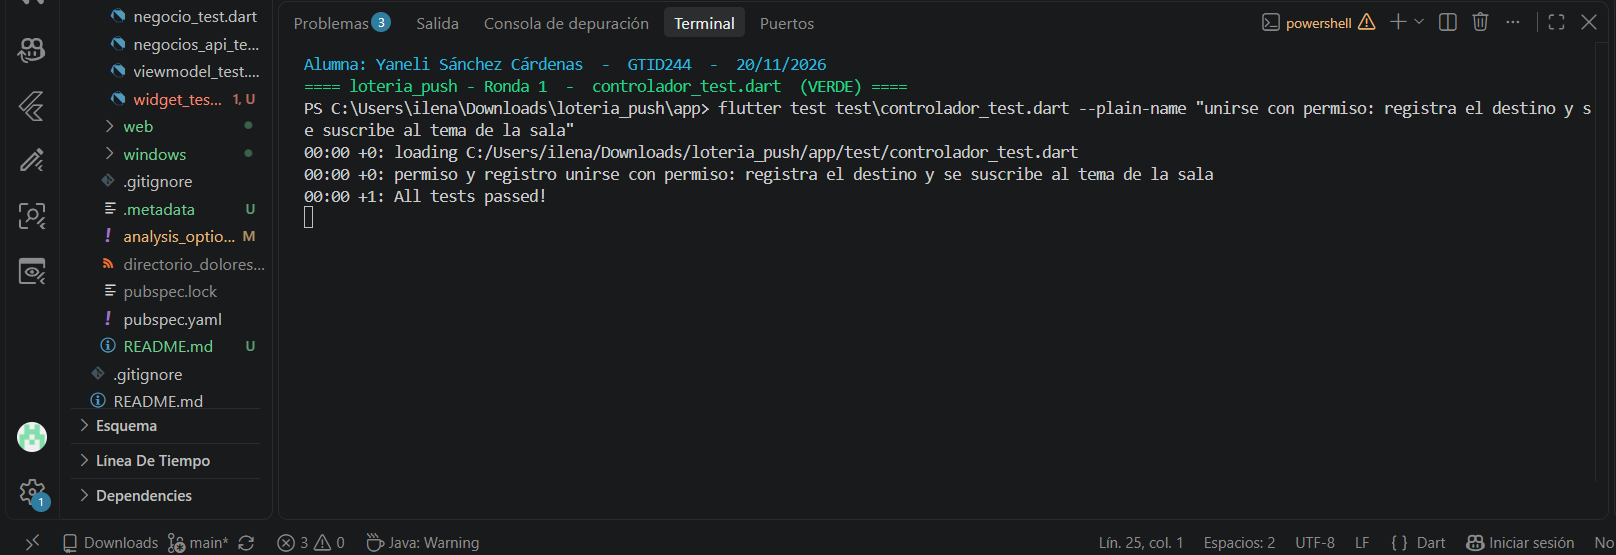 negocio_test.dart
negocios_api_te...
viewmodel_test....
widget_tes... 1, U
web
windows
.gitignore
.metadata U
analysis_optio... M
directorio_dolores...
pubspec.lock
pubspec.yaml
README.md U
.gitignore
README.md
Esquema
Línea De Tiempo
Dependencies
1
Problemas 3 Salida Consola de depuración Terminal Puertos
powershell
Alumna: Yaneli Sánchez Cárdenas - GTID244 - 20/11/2026
==== loteria_push - Ronda 1 - controlador_test.dart (VERDE) ====
PS C:\Users\ilena\Downloads\loteria_push\app> flutter test test\controlador_test.dart --plain-name "unirse con permiso: registra el destino y s
e suscribe al tema de la sala"
00:00 +0: loading C:/Users/ilena/Downloads/loteria_push/app/test/controlador_test.dart
00:00 +0: permiso y registro unirse con permiso: registra el destino y se suscribe al tema de la sala
00:00 +1: All tests passed!
Downloads main* 3 0 Java: Warning Lín. 25, col. 1 Espacios: 2 UTF-8 LF { } Dart Iniciar sesión No